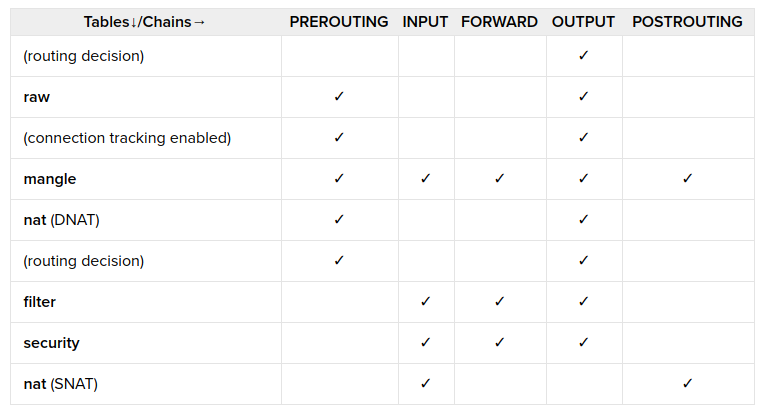 Tables↓/Chains→ PREROUTING INPUT FORWARD OUTPUT POSTROUTING
(routing decision) ✓
raw ✓ ✓
(connection tracking enabled) ✓ ✓
mangle ✓ ✓ ✓ ✓ ✓
nat (DNAT) ✓ ✓
(routing decision) ✓ ✓
filter ✓ ✓ ✓
security ✓ ✓ ✓
nat (SNAT) ✓ ✓